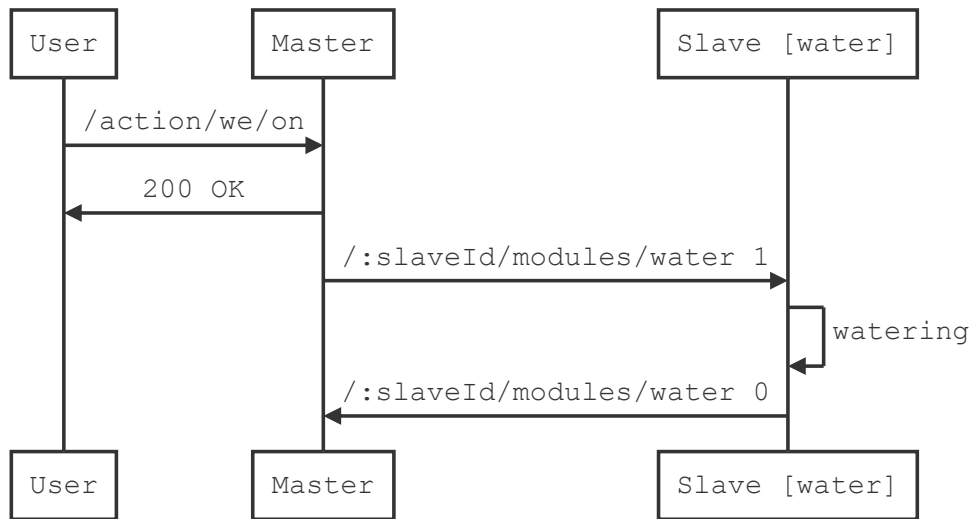 User
Master
Slave [water]
/action/we/on
200 OK
/:slaveId/modules/water 1
watering
/:slaveId/modules/water 0
User
Master
Slave [water]